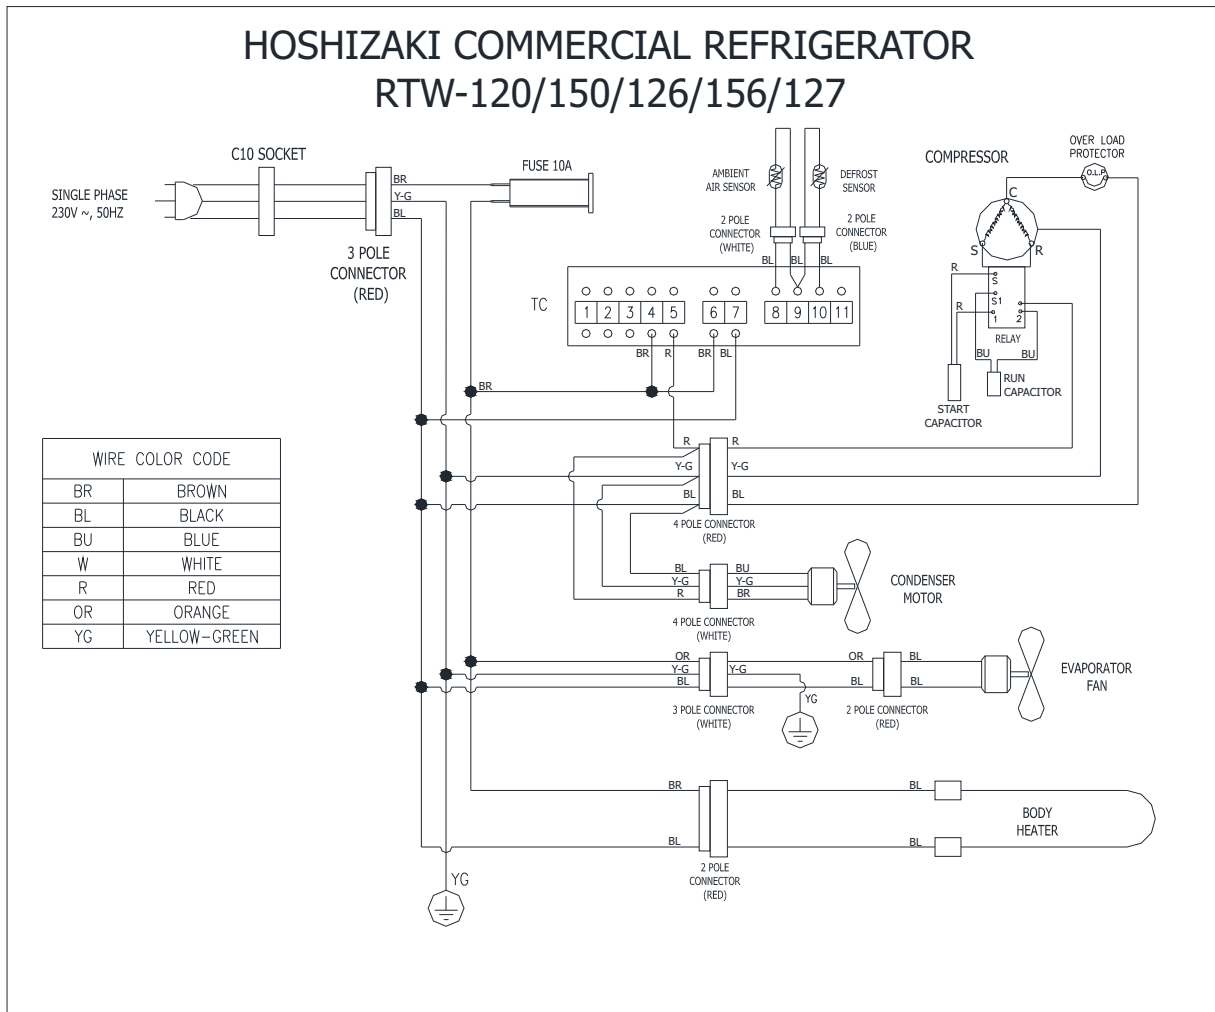 HOSHIZAKI COMMERCIAL REFRIGERATOR
RTW-120/150/126/156/127
C10 SOCKET
SINGLE PHASE
230V ~, 50HZ
BR
Y-G
BL
3 POLE
CONNECTOR
(RED)
FUSE 10A
AMBIENT
AIR SENSOR
DEFROST
SENSOR
2 POLE
CONNECTOR
(WHITE)
2 POLE
CONNECTOR
(BLUE)
BL
BL
BL
TC
1 2 3 4 5 6 7 8 9 10 11
BR
R
BR
BL
BR
COMPRESSOR
OVER LOAD
PROTECTOR
O.L.P
C
S
R
R
S
S1
R
1
2
RELAY
BU
BU
RUN
CAPACITOR
START
CAPACITOR
WIRE COLOR CODE
BR BROWN
BL BLACK
BU BLUE
W WHITE
R RED
OR ORANGE
YG YELLOW-GREEN
R
R
Y-G
Y-G
BL
BL
4 POLE CONNECTOR
(RED)
BL
BU
Y-G
Y-G
R
BR
4 POLE CONNECTOR
(WHITE)
CONDENSER
MOTOR
OR
Y-G
Y-G
BL
OR
BL
BL
BL
YG
3 POLE CONNECTOR
(WHITE)
2 POLE CONNECTOR
(RED)
EVAPORATOR
FAN
BR
BL
BL
BL
2 POLE
CONNECTOR
(RED)
BODY
HEATER
YG